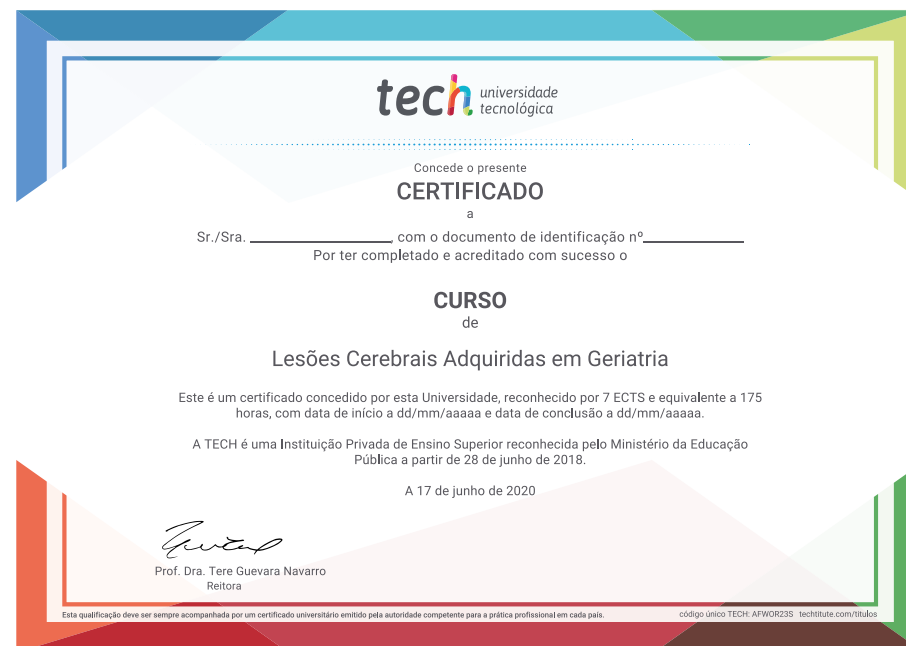 tech universidade
tecnológica
Concede o presente
CERTIFICADO
a
Sr./Sra. ________________, com o documento de identificação nº____________
Por ter completado e acreditado com sucesso o
CURSO
de
Lesões Cerebrais Adquiridas em Geriatria
Este é um certificado concedido por esta Universidade, reconhecido por 7 ECTS e equivalente a 175
horas, com data de início a dd/mm/aaaaa e data de conclusão a dd/mm/aaaaa.
A TECH é uma Instituição Privada de Ensino Superior reconhecida pelo Ministério da Educação
Pública a partir de 28 de junho de 2018.
A 17 de junho de 2020
Prof. Dra. Tere Guevara Navarro
Reitora
Esta qualificação deve ser sempre acompanhada por um certificado universitário emitido pela autoridade competente para a prática profissional em cada país.
código único TECH: AFWOR23S techtitute.com/titulos